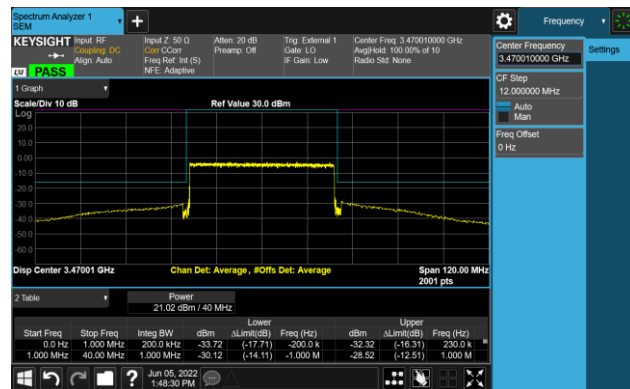 Spectrum Analyzer 1
SEM
Frequency
KEYSIGHT
Input: RF
Coupling: DC
Align: Auto
Input Z: 50 Ω
Corr CCorr
Freq Ref: Int (S)
NFE: Adaptive
Atten: 20 dB
Preamp: Off
Trig: External 1
Gate: LO
IF Gain: Low
Center Freq: 3.470010000 GHz
Avg|Hold: 100.00% of 10
Radio Std: None
LXI PASS
Center Frequency
3.470010000 GHz
Settings
CF Step
12.000000 MHz
Auto
Man
Freq Offset
0 Hz
1 Graph
Scale/Div 10 dB
Ref Value 30.0 dBm
Log
20.0
10.0
0.00
-10.0
-20.0
-30.0
-40.0
-50.0
-60.0
Disp Center 3.47001 GHz
Chan Det: Average , #Offs Det: Average
Span 120.00 MHz
2001 pts
2 Table
Power
21.02 dBm / 40 MHz
Lower Upper
Start Freq Stop Freq Integ BW dBm ΔLimit(dB) Freq (Hz) dBm ΔLimit(dB) Freq (Hz)
0.0 Hz 1.000 MHz 200.0 kHz -33.72 (-17.71) -200.0 k -32.32 (-16.31) 230.0 k
1.000 MHz 40.00 MHz 1.000 MHz -30.12 (-14.11) -1.000 M -28.52 (-12.51) 1.000 M
Jun 05, 2022
1:48:30 PM